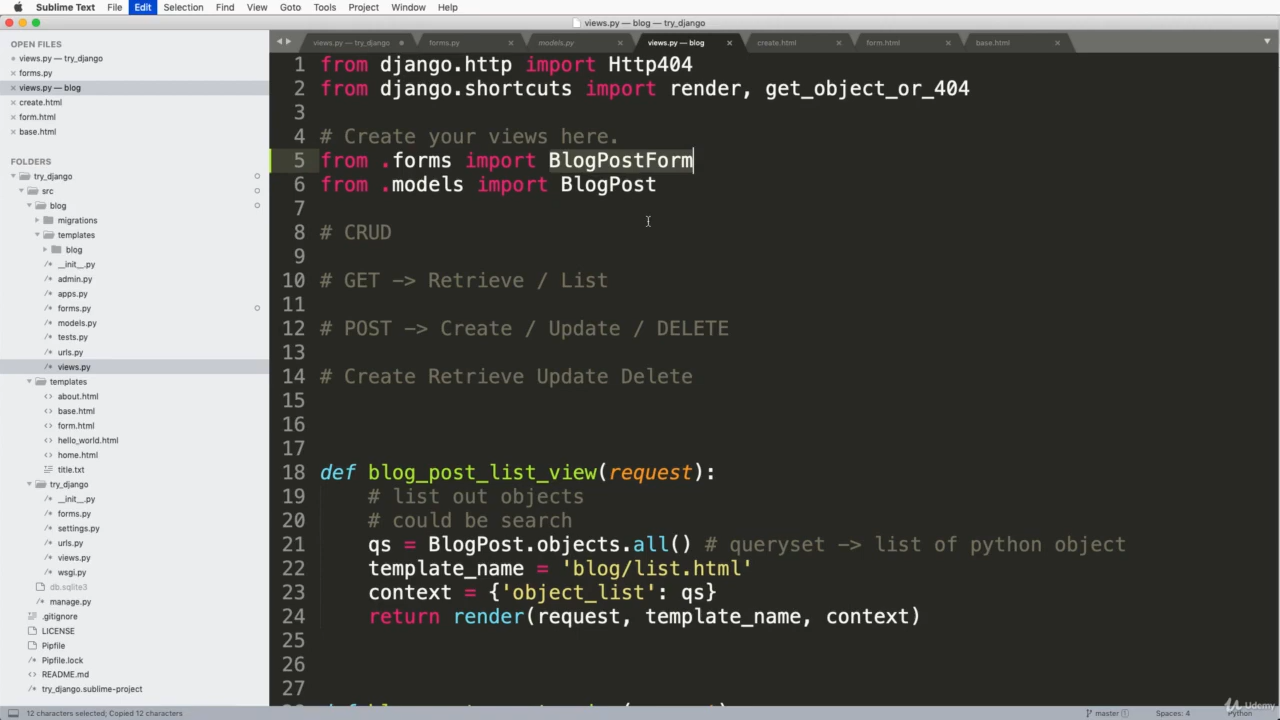 Sublime Text File Edit Selection Find View Goto Tools Project Window Help
views.py — blog — try_django
OPEN FILES
views.py — try_django
forms.py
views.py — blog
create.html
form.html
base.html
FOLDERS
try_django
src
blog
migrations
templates
blog
__init__.py
admin.py
apps.py
forms.py
models.py
tests.py
urls.py
views.py
templates
about.html
base.html
form.html
hello_world.html
home.html
title.txt
try_django
__init__.py
forms.py
settings.py
urls.py
views.py
wsgi.py
db.sqlite3
manage.py
.gitignore
LICENSE
Pipfile
Pipfile.lock
README.md
try_django.sublime-project
views.py — try_django forms.py models.py views.py — blog create.html form.html base.html
1 from django.http import Http404
2 from django.shortcuts import render, get_object_or_404
3
4 # Create your views here.
5 from .forms import BlogPostForm
6 from .models import BlogPost
7
8 # CRUD
9
10 # GET -> Retrieve / List
11
12 # POST -> Create / Update / DELETE
13
14 # Create Retrieve Update Delete
15
16
17
18 def blog_post_list_view(request):
19 # list out objects
20 # could be search
21 qs = BlogPost.objects.all() # queryset -> list of python object
22 template_name = 'blog/list.html'
23 context = {'object_list': qs}
24 return render(request, template_name, context)
25
26
27
12 characters selected; Copied 12 characters
master 1 Spaces: 4 Python
Udemy